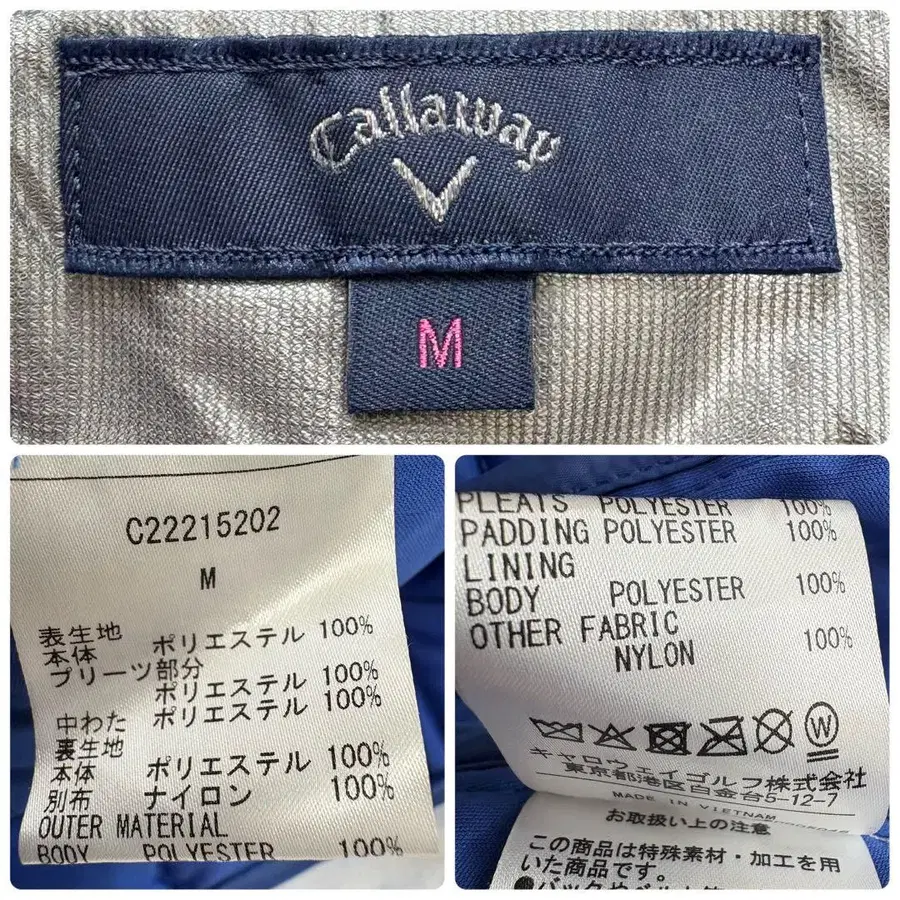 Callaway
M
C22215202
M
表生地
本体 ポリエステル 100%
プリーツ部分
ポリエステル 100%
中わた ポリエステル 100%
裏生地
本体 ポリエステル 100%
別布 ナイロン 100%
OUTER MATERIAL
BODY POLYESTER 100%
PLEATS POLYESTER 100%
PADDING POLYESTER 100%
LINING
BODY POLYESTER 100%
OTHER FABRIC
NYLON 100%
W
キャロウェイゴルフ株式会社
東京都港区白金台5-12-7
MADE IN VIETNAM
お取扱い上の注意
この商品は特殊素材・加工を用
いた商品です。